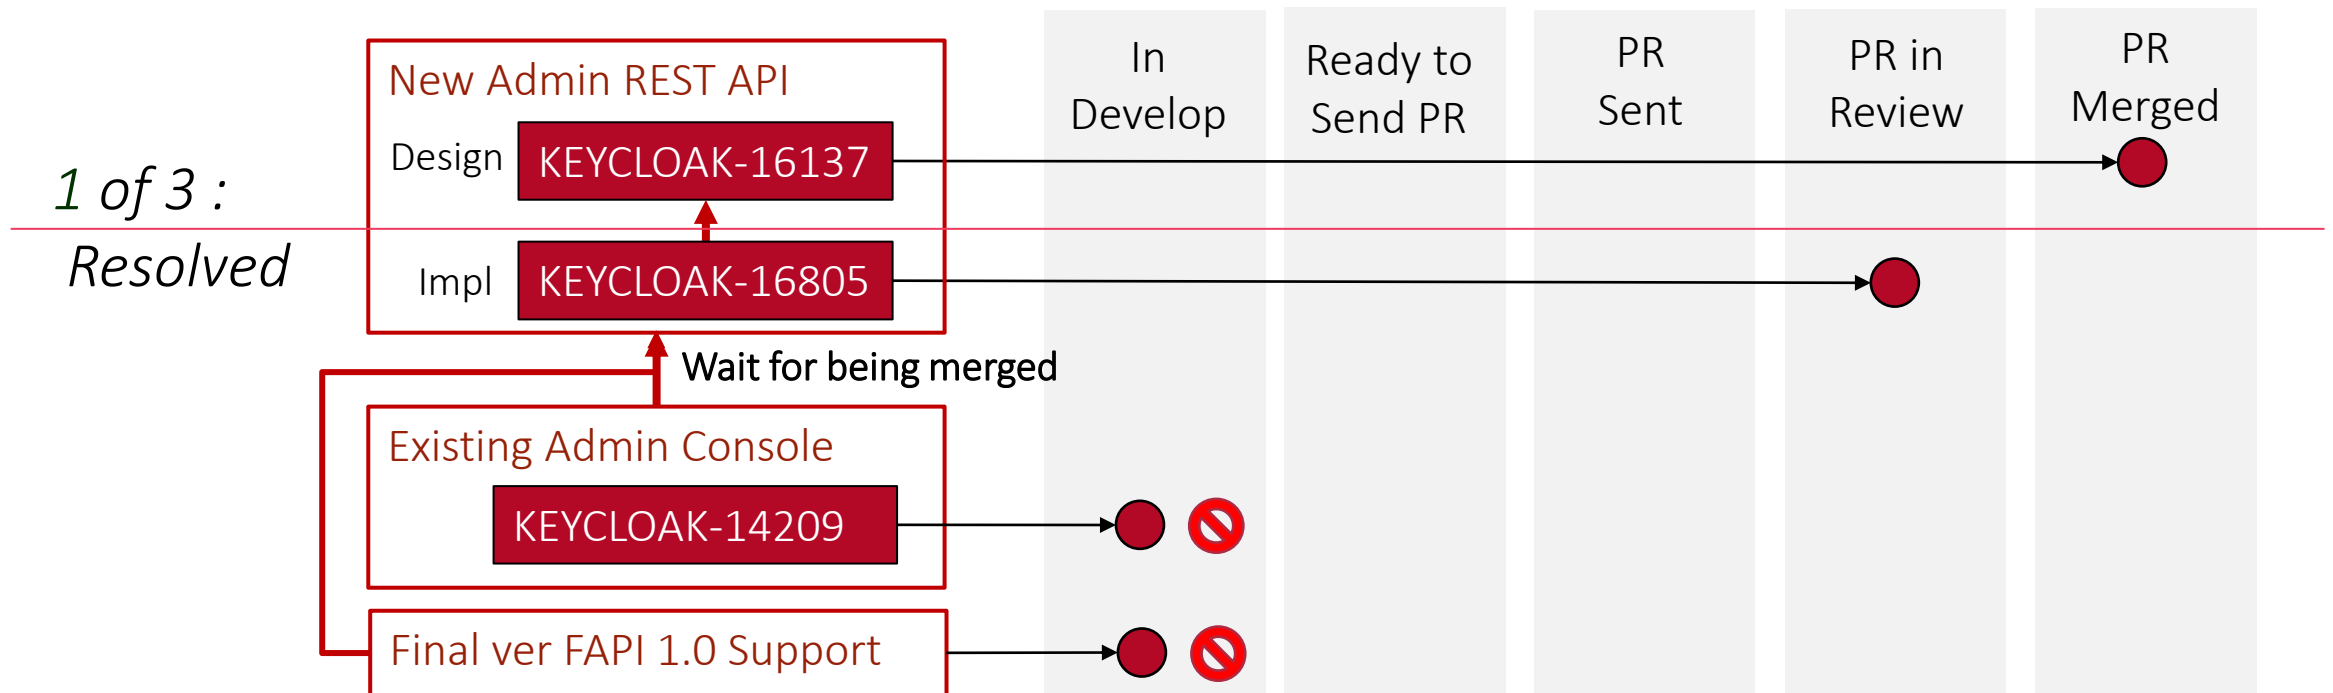 In
Develop
Ready to
Send PR
PR
Sent
PR in
Review
PR
Merged
1 of 3 :
Resolved
New Admin REST API
Design
KEYCLOAK-16137
Impl
KEYCLOAK-16805
Wait for being merged
Existing Admin Console
KEYCLOAK-14209
Final ver FAPI 1.0 Support